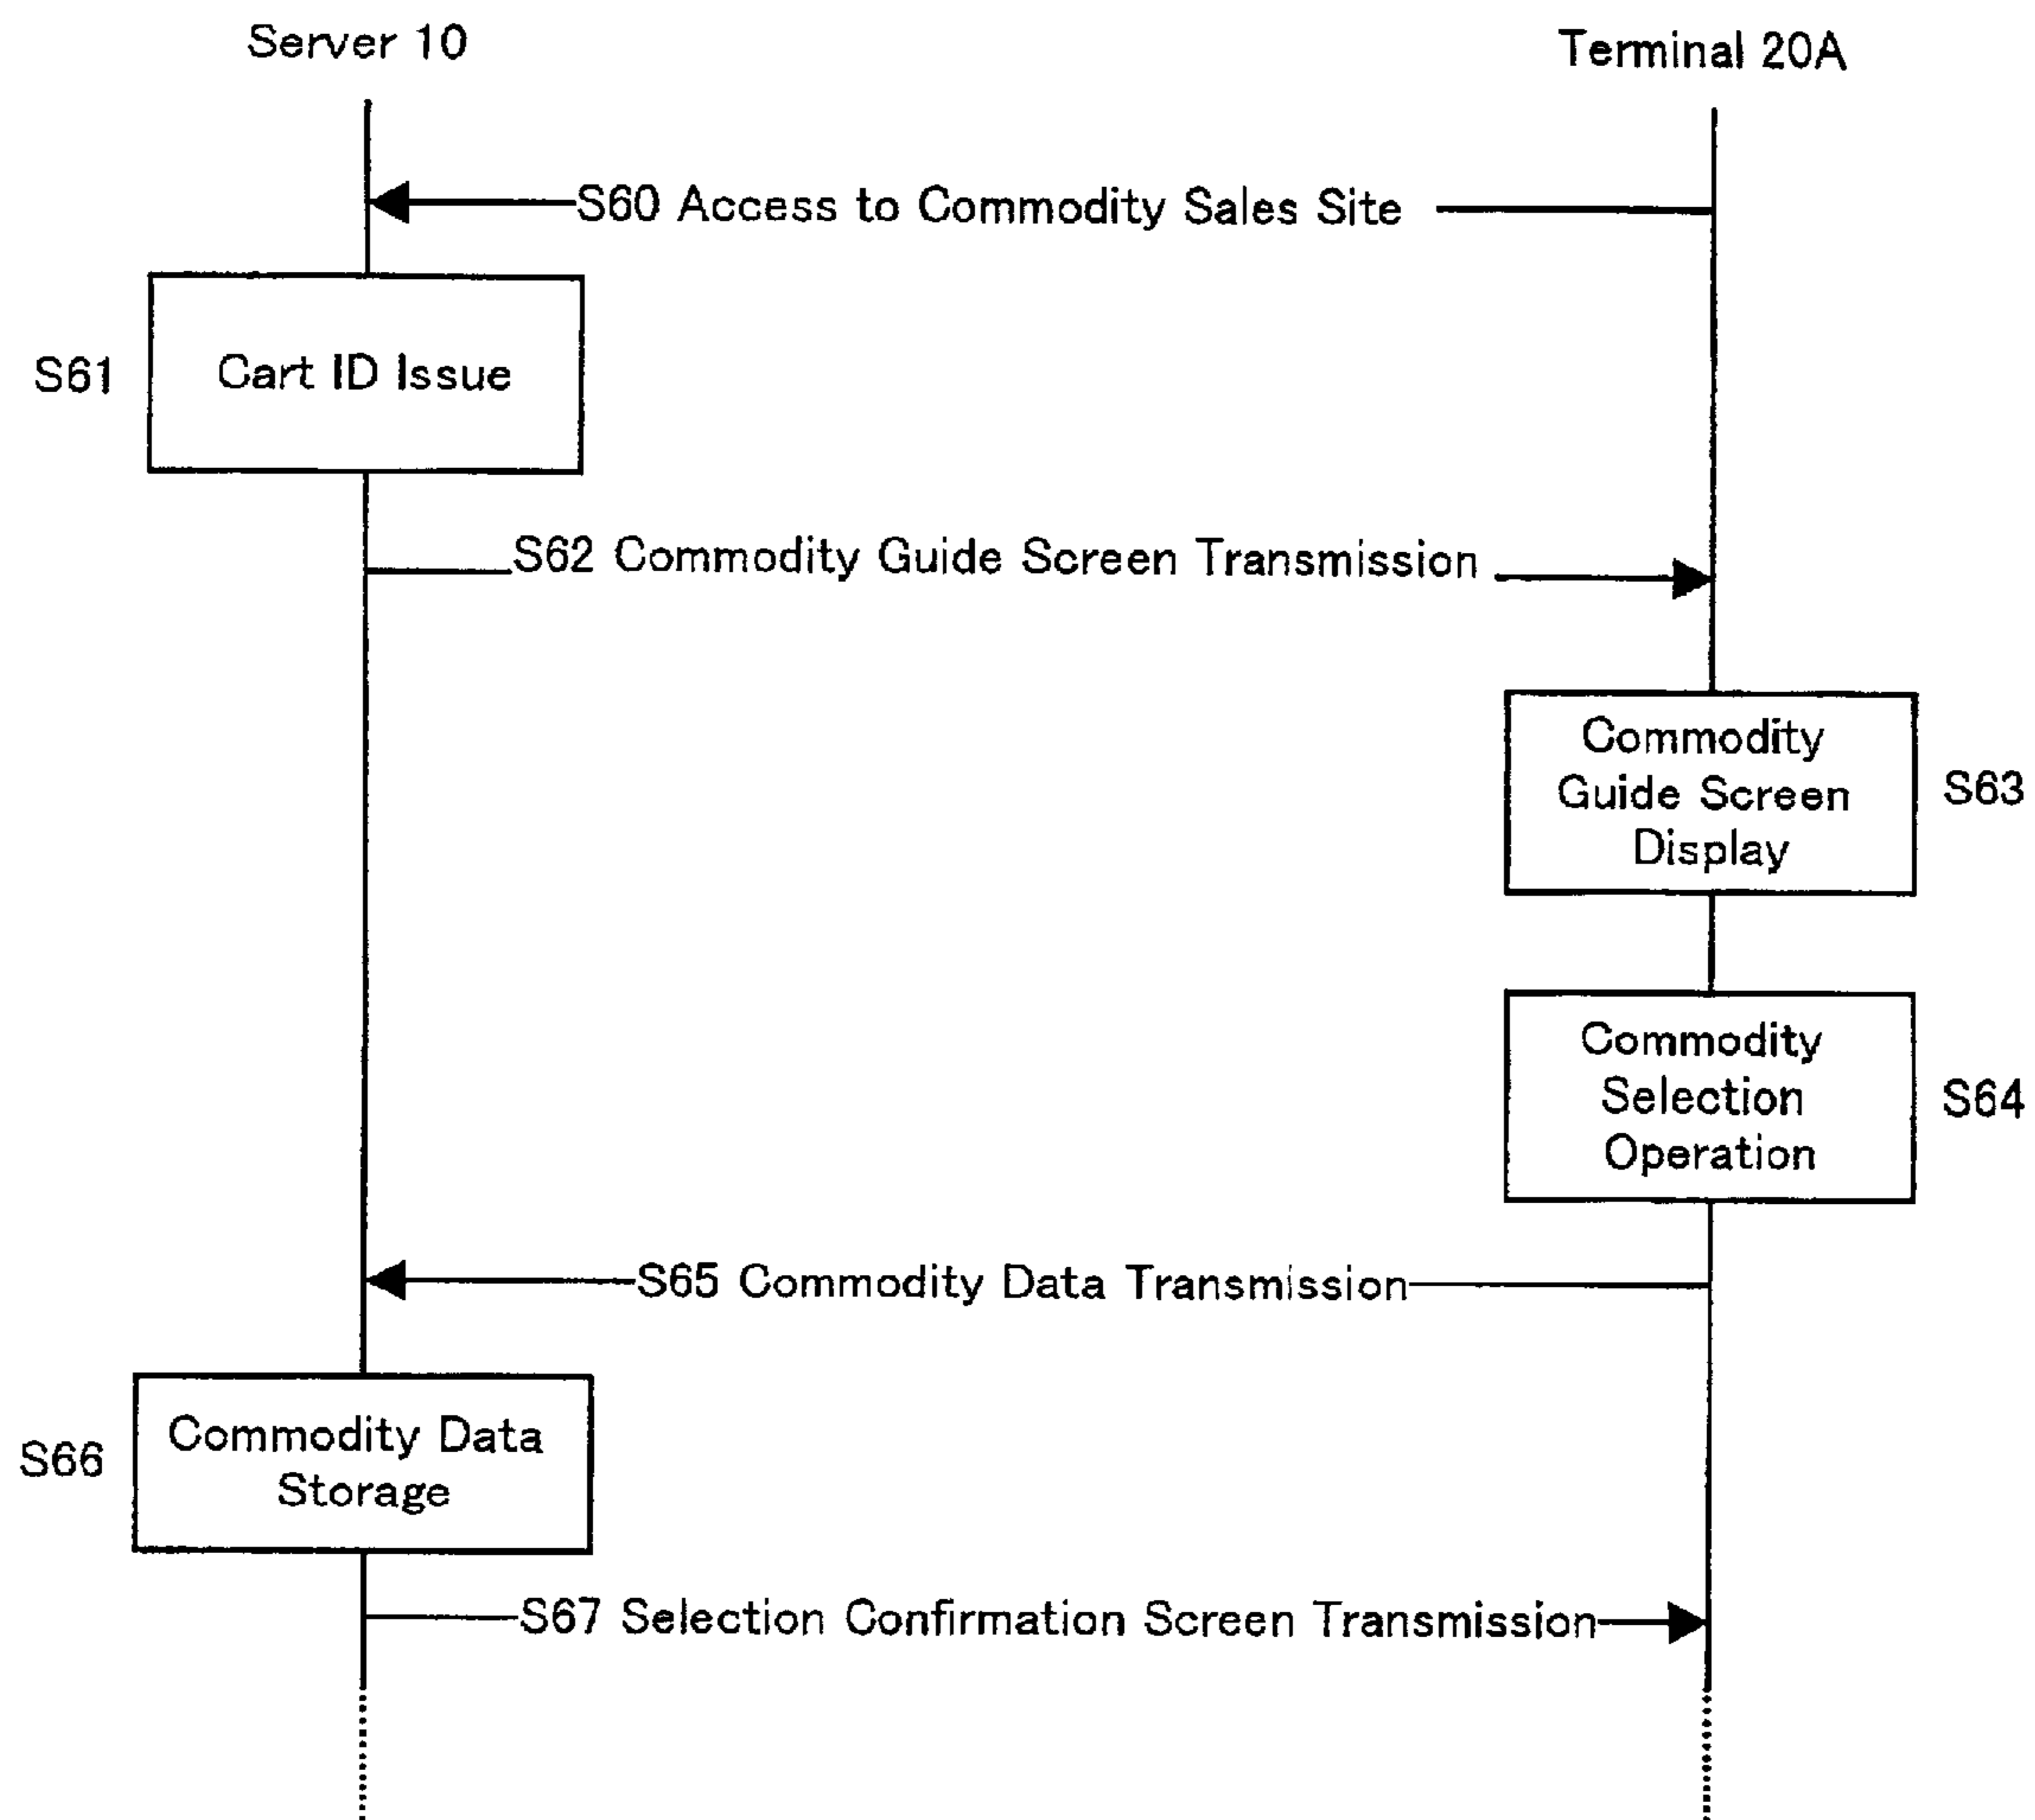 Server 10
Terminal 20A
S60 Access to Commodity Sales Site
S61
Cart ID Issue
S62 Commodity Guide Screen Transmission
Commodity
Guide Screen
Display
S63
Commodity
Selection
Operation
S64
S65 Commodity Data Transmission
S66
Commodity Data
Storage
S67 Selection Confirmation Screen Transmission